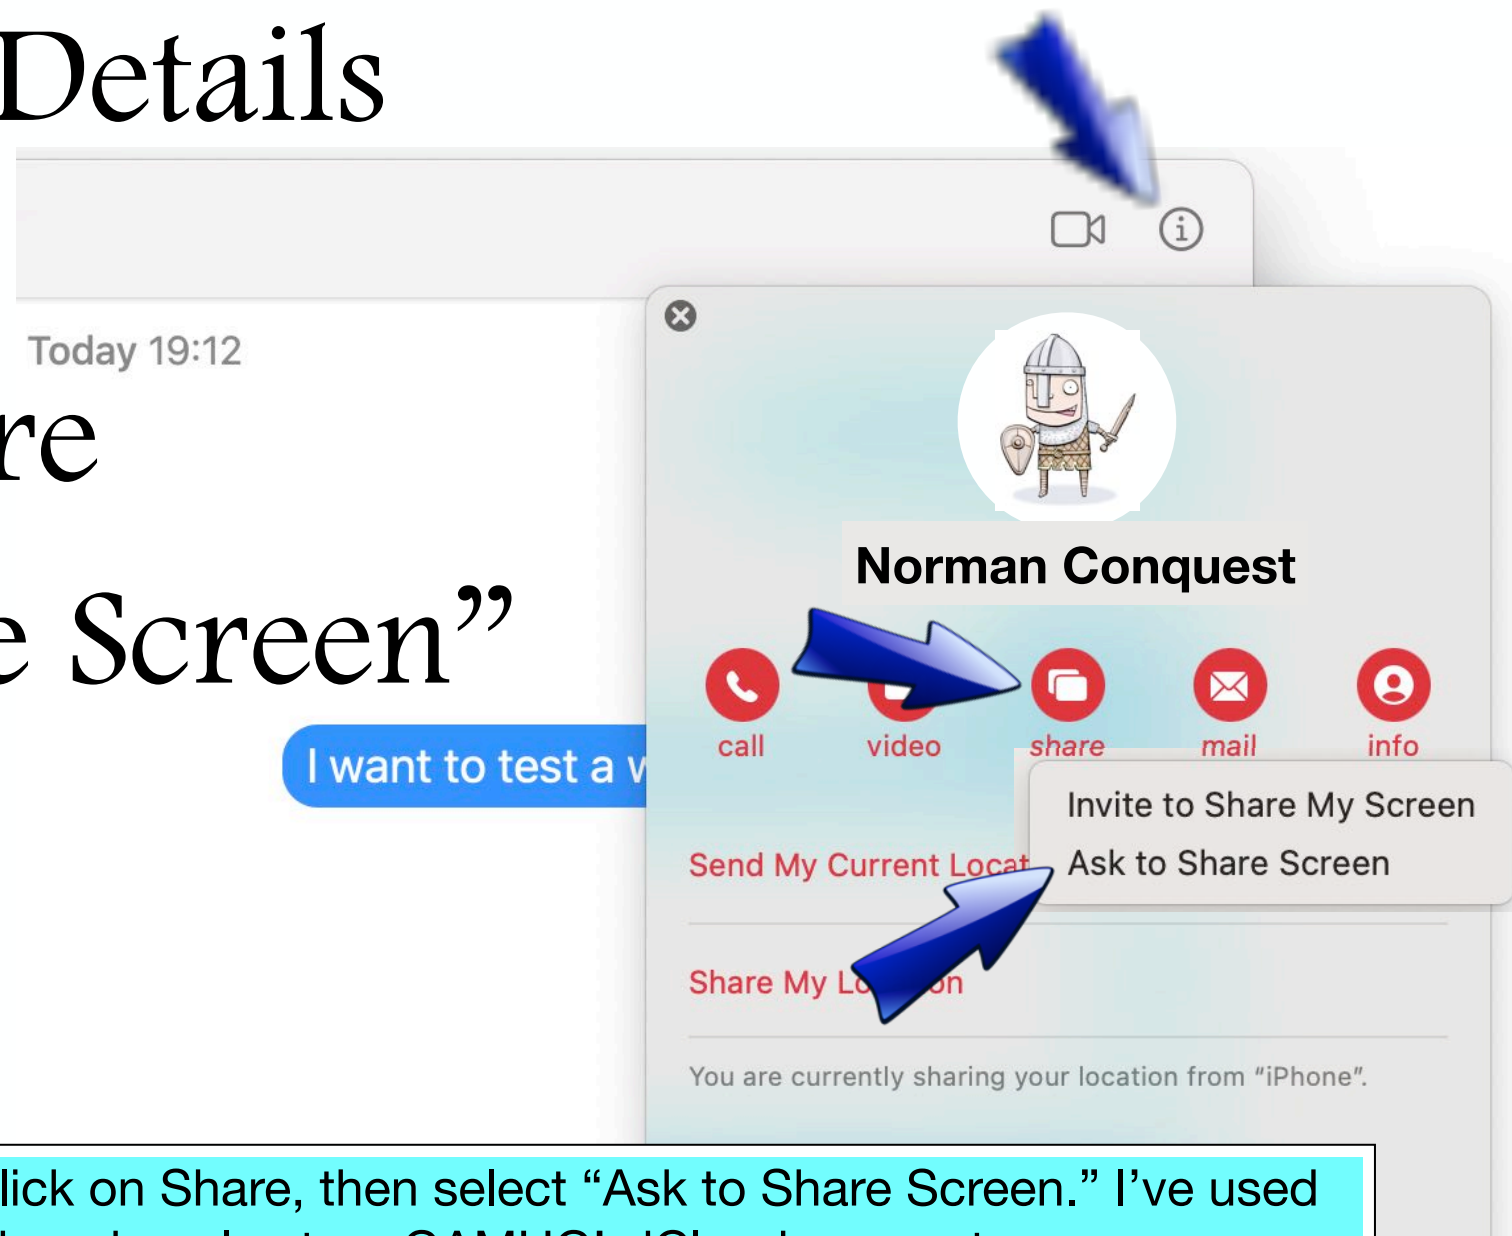 Details
Today 19:12
re
Norman Conquest
e Screen”
call video share mail info
I want to test a
Invite to Share My Screen
Send My Current Locat
Ask to Share Screen
Share My
You are currently sharing your location from “iPhone”.
lick on Share, then select “Ask to Share Screen.” I’ve used